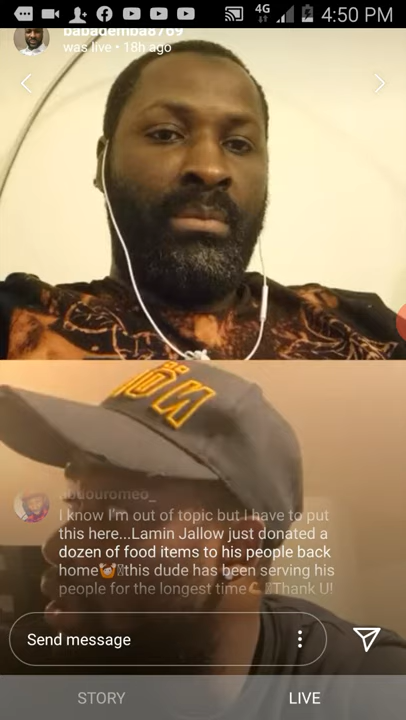 4G
4:50 PM
babademba8769
was live • 18h ago
abdouromeo_
I know I'm out of topic but I have to put
this here...Lamin Jallow just donated a
dozen of food items to his people back
home🙌this dude has been serving his
people for the longest time💪Thank U!
Send message
STORY
LIVE